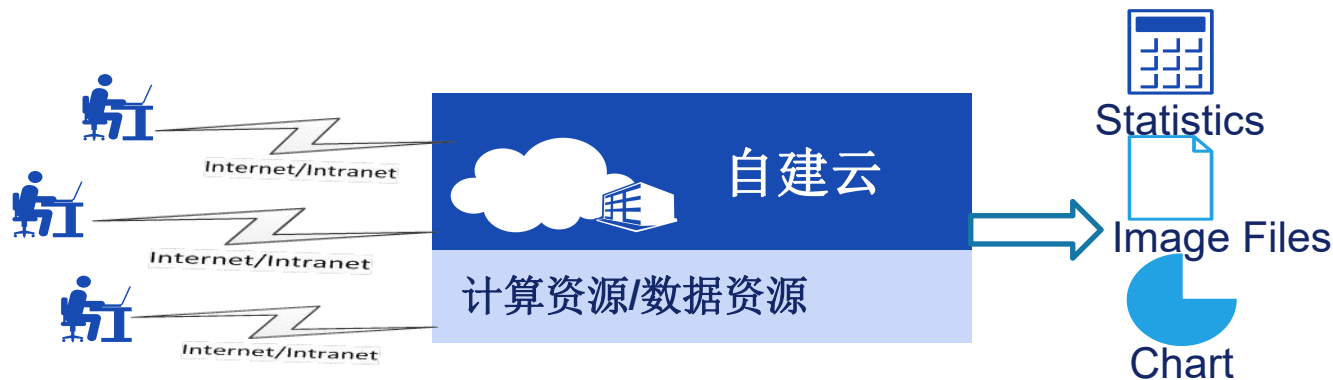 Internet/Intranet
Internet/Intranet
Internet/Intranet
自建云
计算资源/数据资源
Statistics
Image Files
Chart